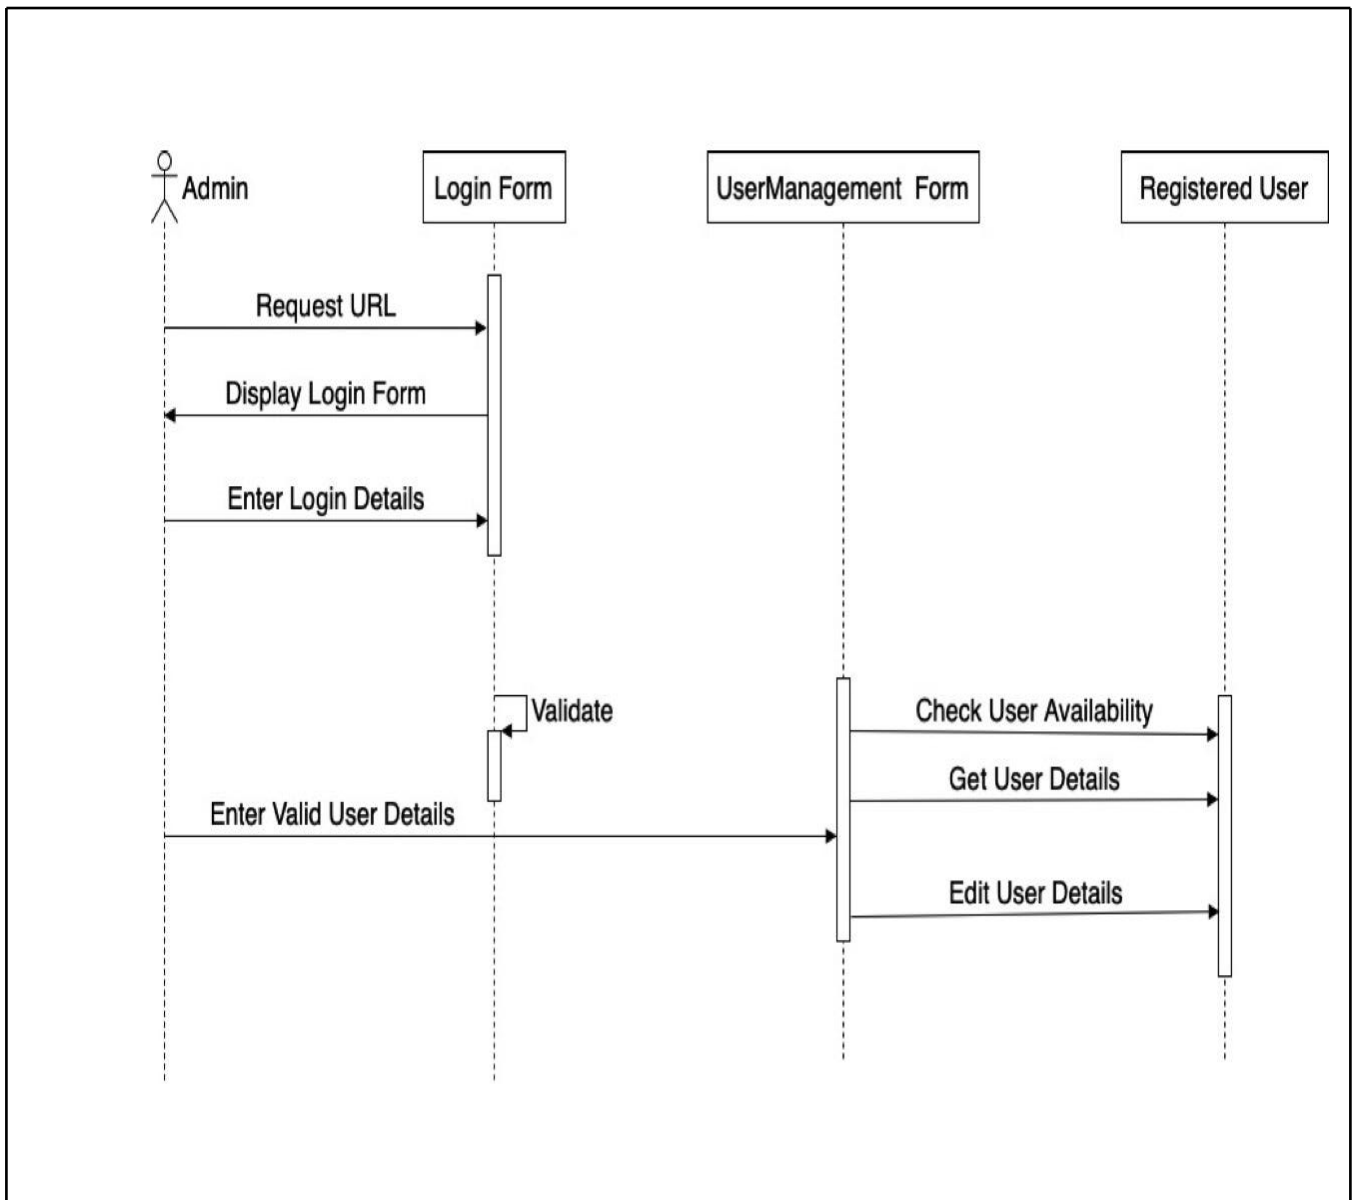 Admin
Login Form
UserManagement  Form
Registered User
Request URL
Display Login Form
Enter Login Details
Validate
Check User Availability
Get User Details
Enter Valid User Details
Edit User Details